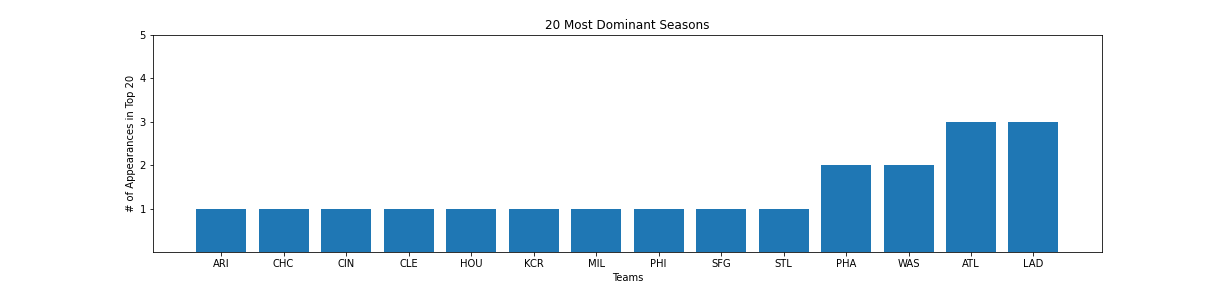 20 Most Dominant Seasons
# of Appearances in Top 20
5
4
3
2
1
ARI CHC CIN CLE HOU KCR MIL PHI SFG STL PHA WAS ATL LAD
Teams